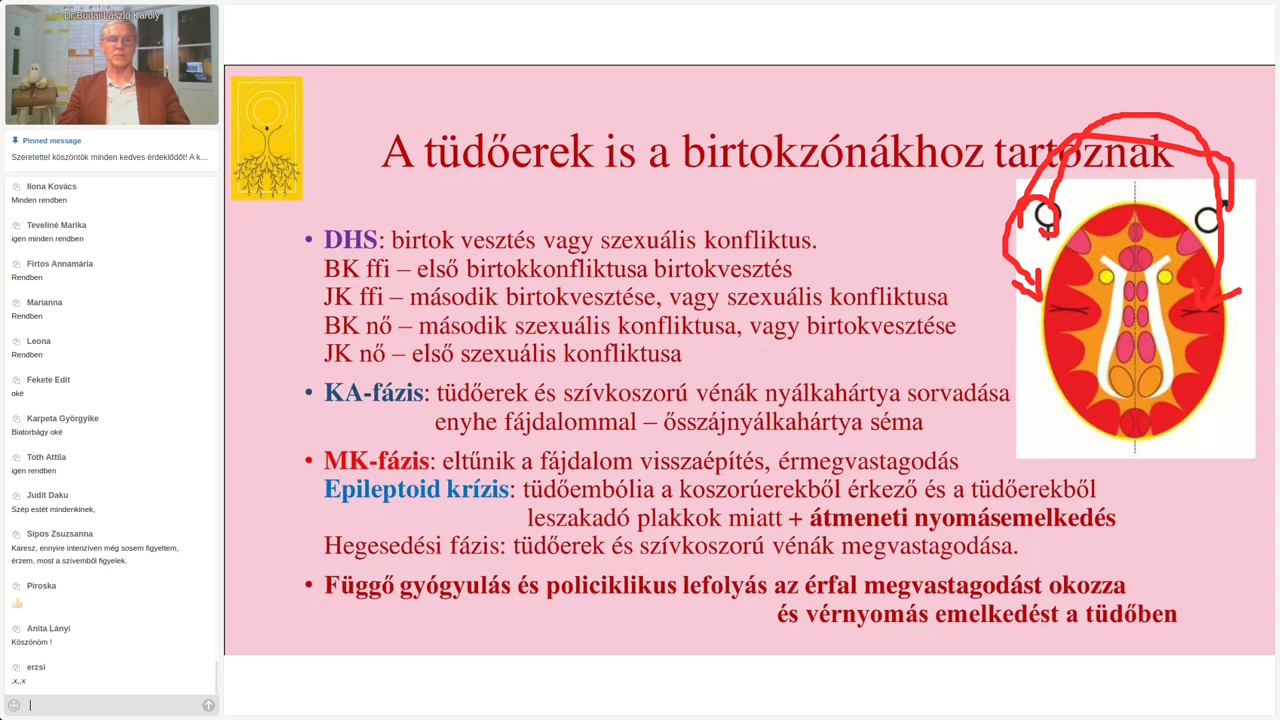 Dr Budai László Károly
Pinned message
Szeretettel köszöntök minden kedves érdeklődőt! A k…
Ilona Kovács
Minden rendben
Teveliné Marika
igen minden rendben
Firtos Annamária
Rendben
Marianna
Rendben
Leona
Rendben
Fekete Edit
oké
Karpeta Györgyike
Biatorbágy oké
Toth Attila
igen rendben
Judit Daku
Szép estét mindenkinek,
Sipos Zsuzsanna
Karesz, ennyire intenzíven még sosem figyeltem,
érzem, most a szívemből figyelek.
Piroska
Anita Lányi
Köszönöm !
erzsi
,x,,x
A tüdőerek is a birtokzónákhoz tartoznak
• DHS: birtok vesztés vagy szexuális konfliktus.
BK ffi – első birtokkonfliktusa birtokvesztés
JK ffi – második birtokvesztése, vagy szexuális konfliktusa
BK nő – második szexuális konfliktusa, vagy birtokvesztése
JK nő – első szexuális konfliktusa
• KA-fázis: tüdőerek és szívkoszorú vénák nyálkahártya sorvadása
enyhe fájdalommal – ősszájnyálkahártya séma
• MK-fázis: eltűnik a fájdalom visszaépítés, érmegvastagodás
Epileptoid krízis: tüdőembólia a koszorúerekből érkező és a tüdőerekből
leszakadó plakkok miatt + átmeneti nyomásemelkedés
Hegesedési fázis: tüdőerek és szívkoszorú vénák megvastagodása.
• Függő gyógyulás és policiklikus lefolyás az érfal megvastagodást okozza
és vérnyomás emelkedést a tüdőben